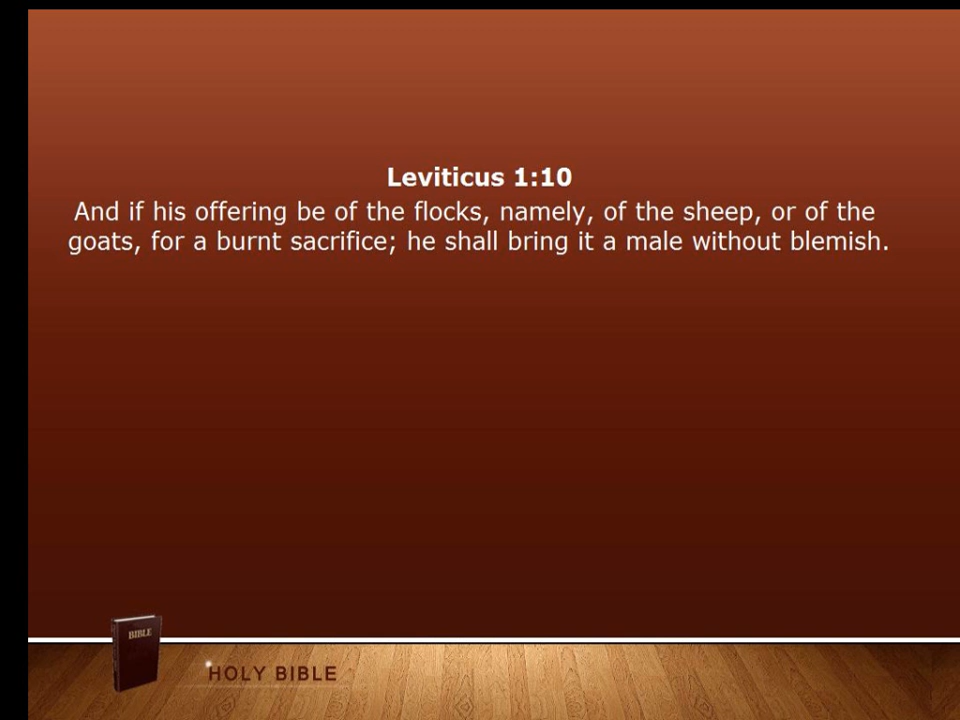 Leviticus 1:10
And if his offering be of the flocks, namely, of the sheep, or of the
goats, for a burnt sacrifice; he shall bring it a male without blemish.
BIBLE
HOLY BIBLE